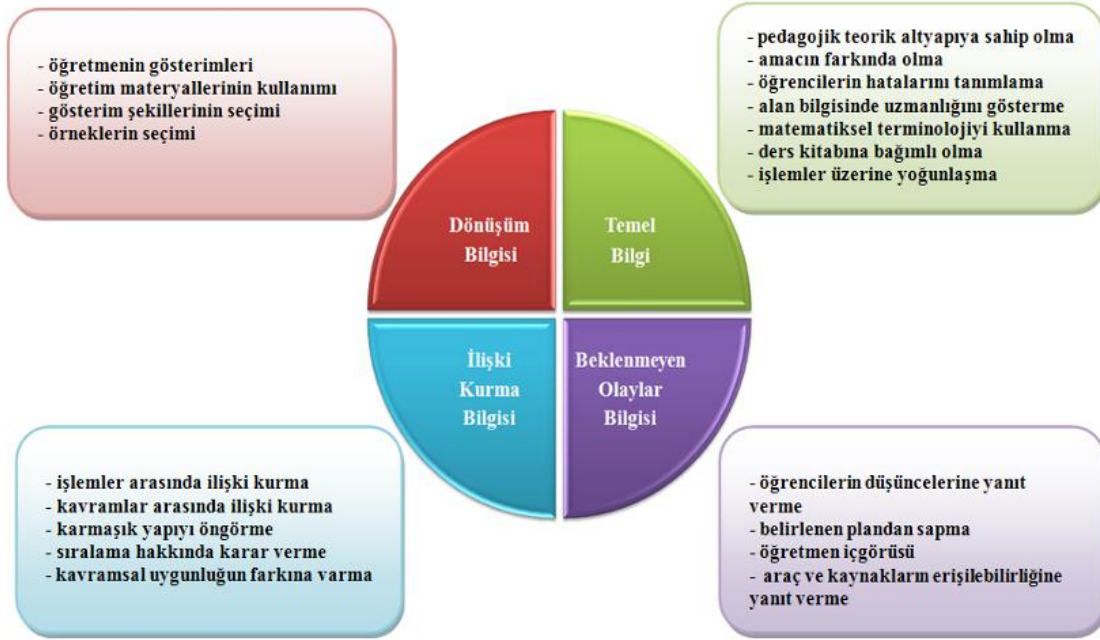 - öğretmenin gösterimleri
- öğretim materyallerinin kullanımı
- gösterim şekillerinin seçimi
- örneklerin seçimi
- pedagojik teorik altyapıya sahip olma
- amacın farkında olma
- öğrencilerin hatalarını tanımlama
- alan bilgisinde uzmanlığını gösterme
- matematiksel terminolojiyi kullanma
- ders kitabına bağımlı olma
- işlemler üzerine yoğunlaşma
Dönüşüm
Bilgisi
Temel
Bilgi
İlişki
Kurma
Bilgisi
Beklenmeyen
Olaylar
Bilgisi
- işlemler arasında ilişki kurma
- kavramlar arasında ilişki kurma
- karmaşık yapıyı öngörme
- sıralama hakkında karar verme
- kavramsal uygunluğun farkına varma
- öğrencilerin düşüncelerine yanıt
verme
- belirlenen plandan sapma
- öğretmen içgörüsü
- araç ve kaynakların erişilebilirliğine
yanıt verme